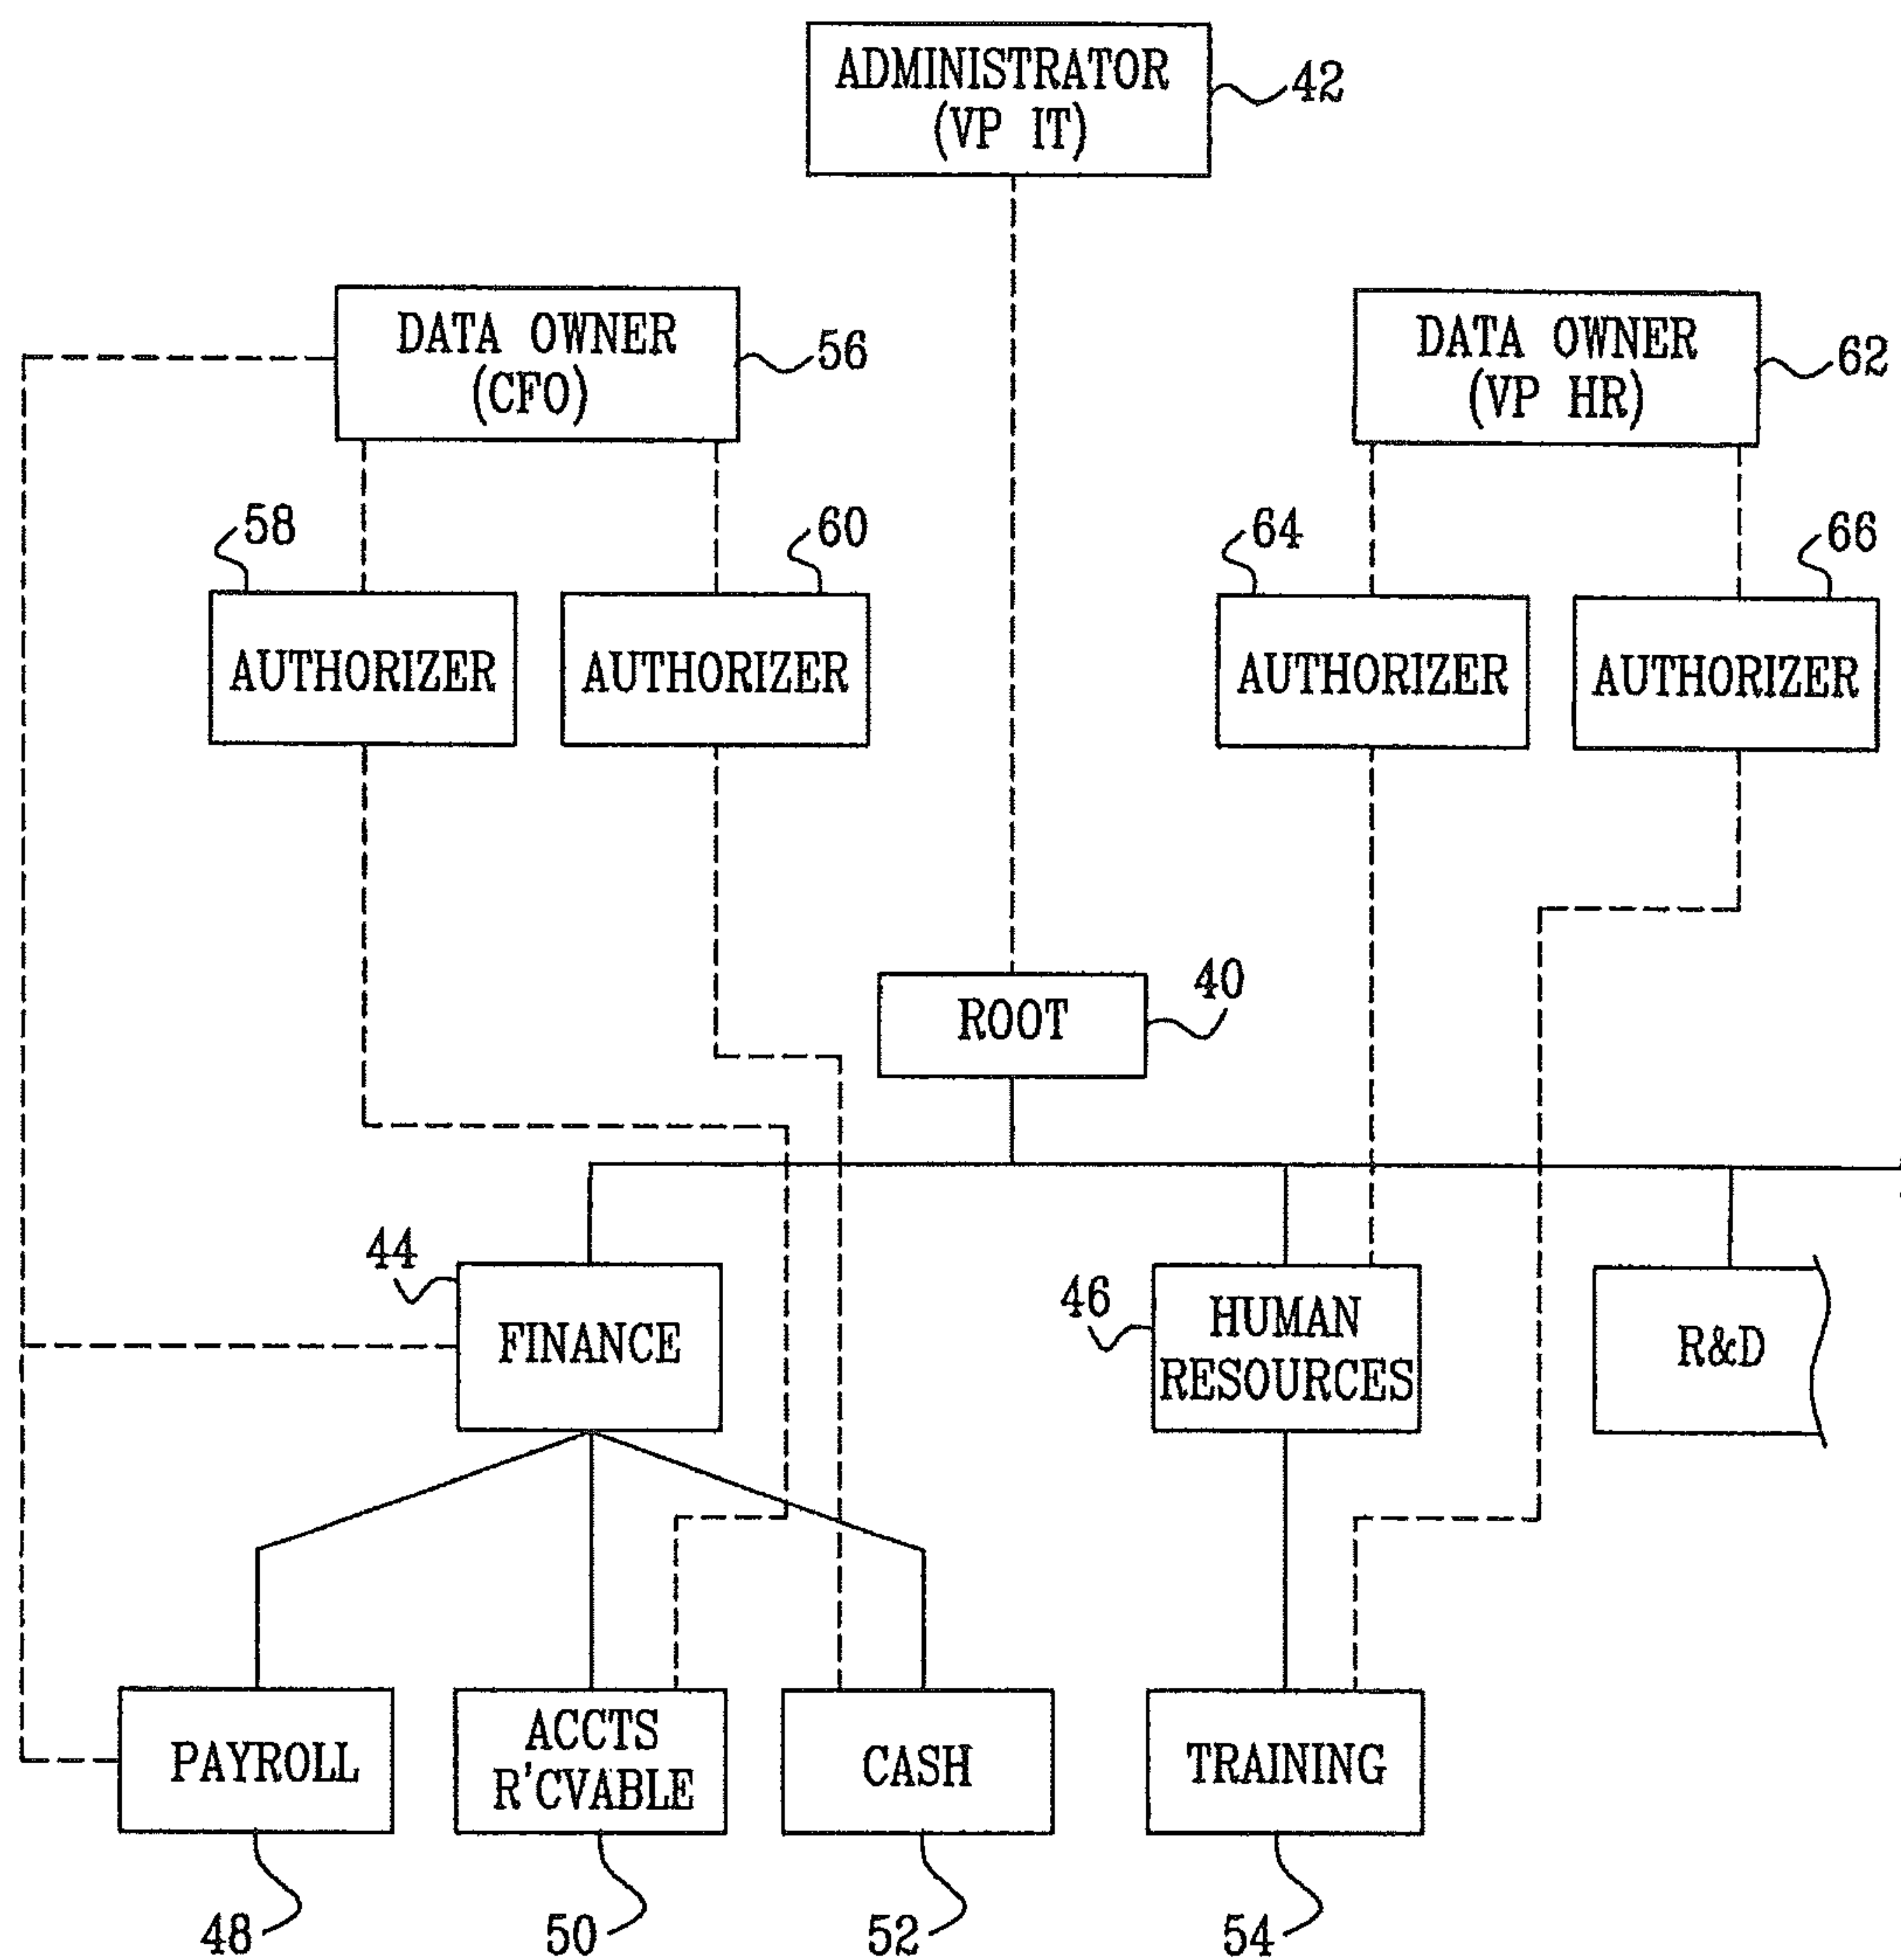 ADMINISTRATOR
(VP IT)
42
DATA OWNER
(CFO)
56
DATA OWNER
(VP HR)
62
58
60
64
66
AUTHORIZER
AUTHORIZER
AUTHORIZER
AUTHORIZER
ROOT
40
44
FINANCE
46
HUMAN
RESOURCES
R&D
PAYROLL
ACCTS
R'CVABLE
CASH
TRAINING
48
50
52
54